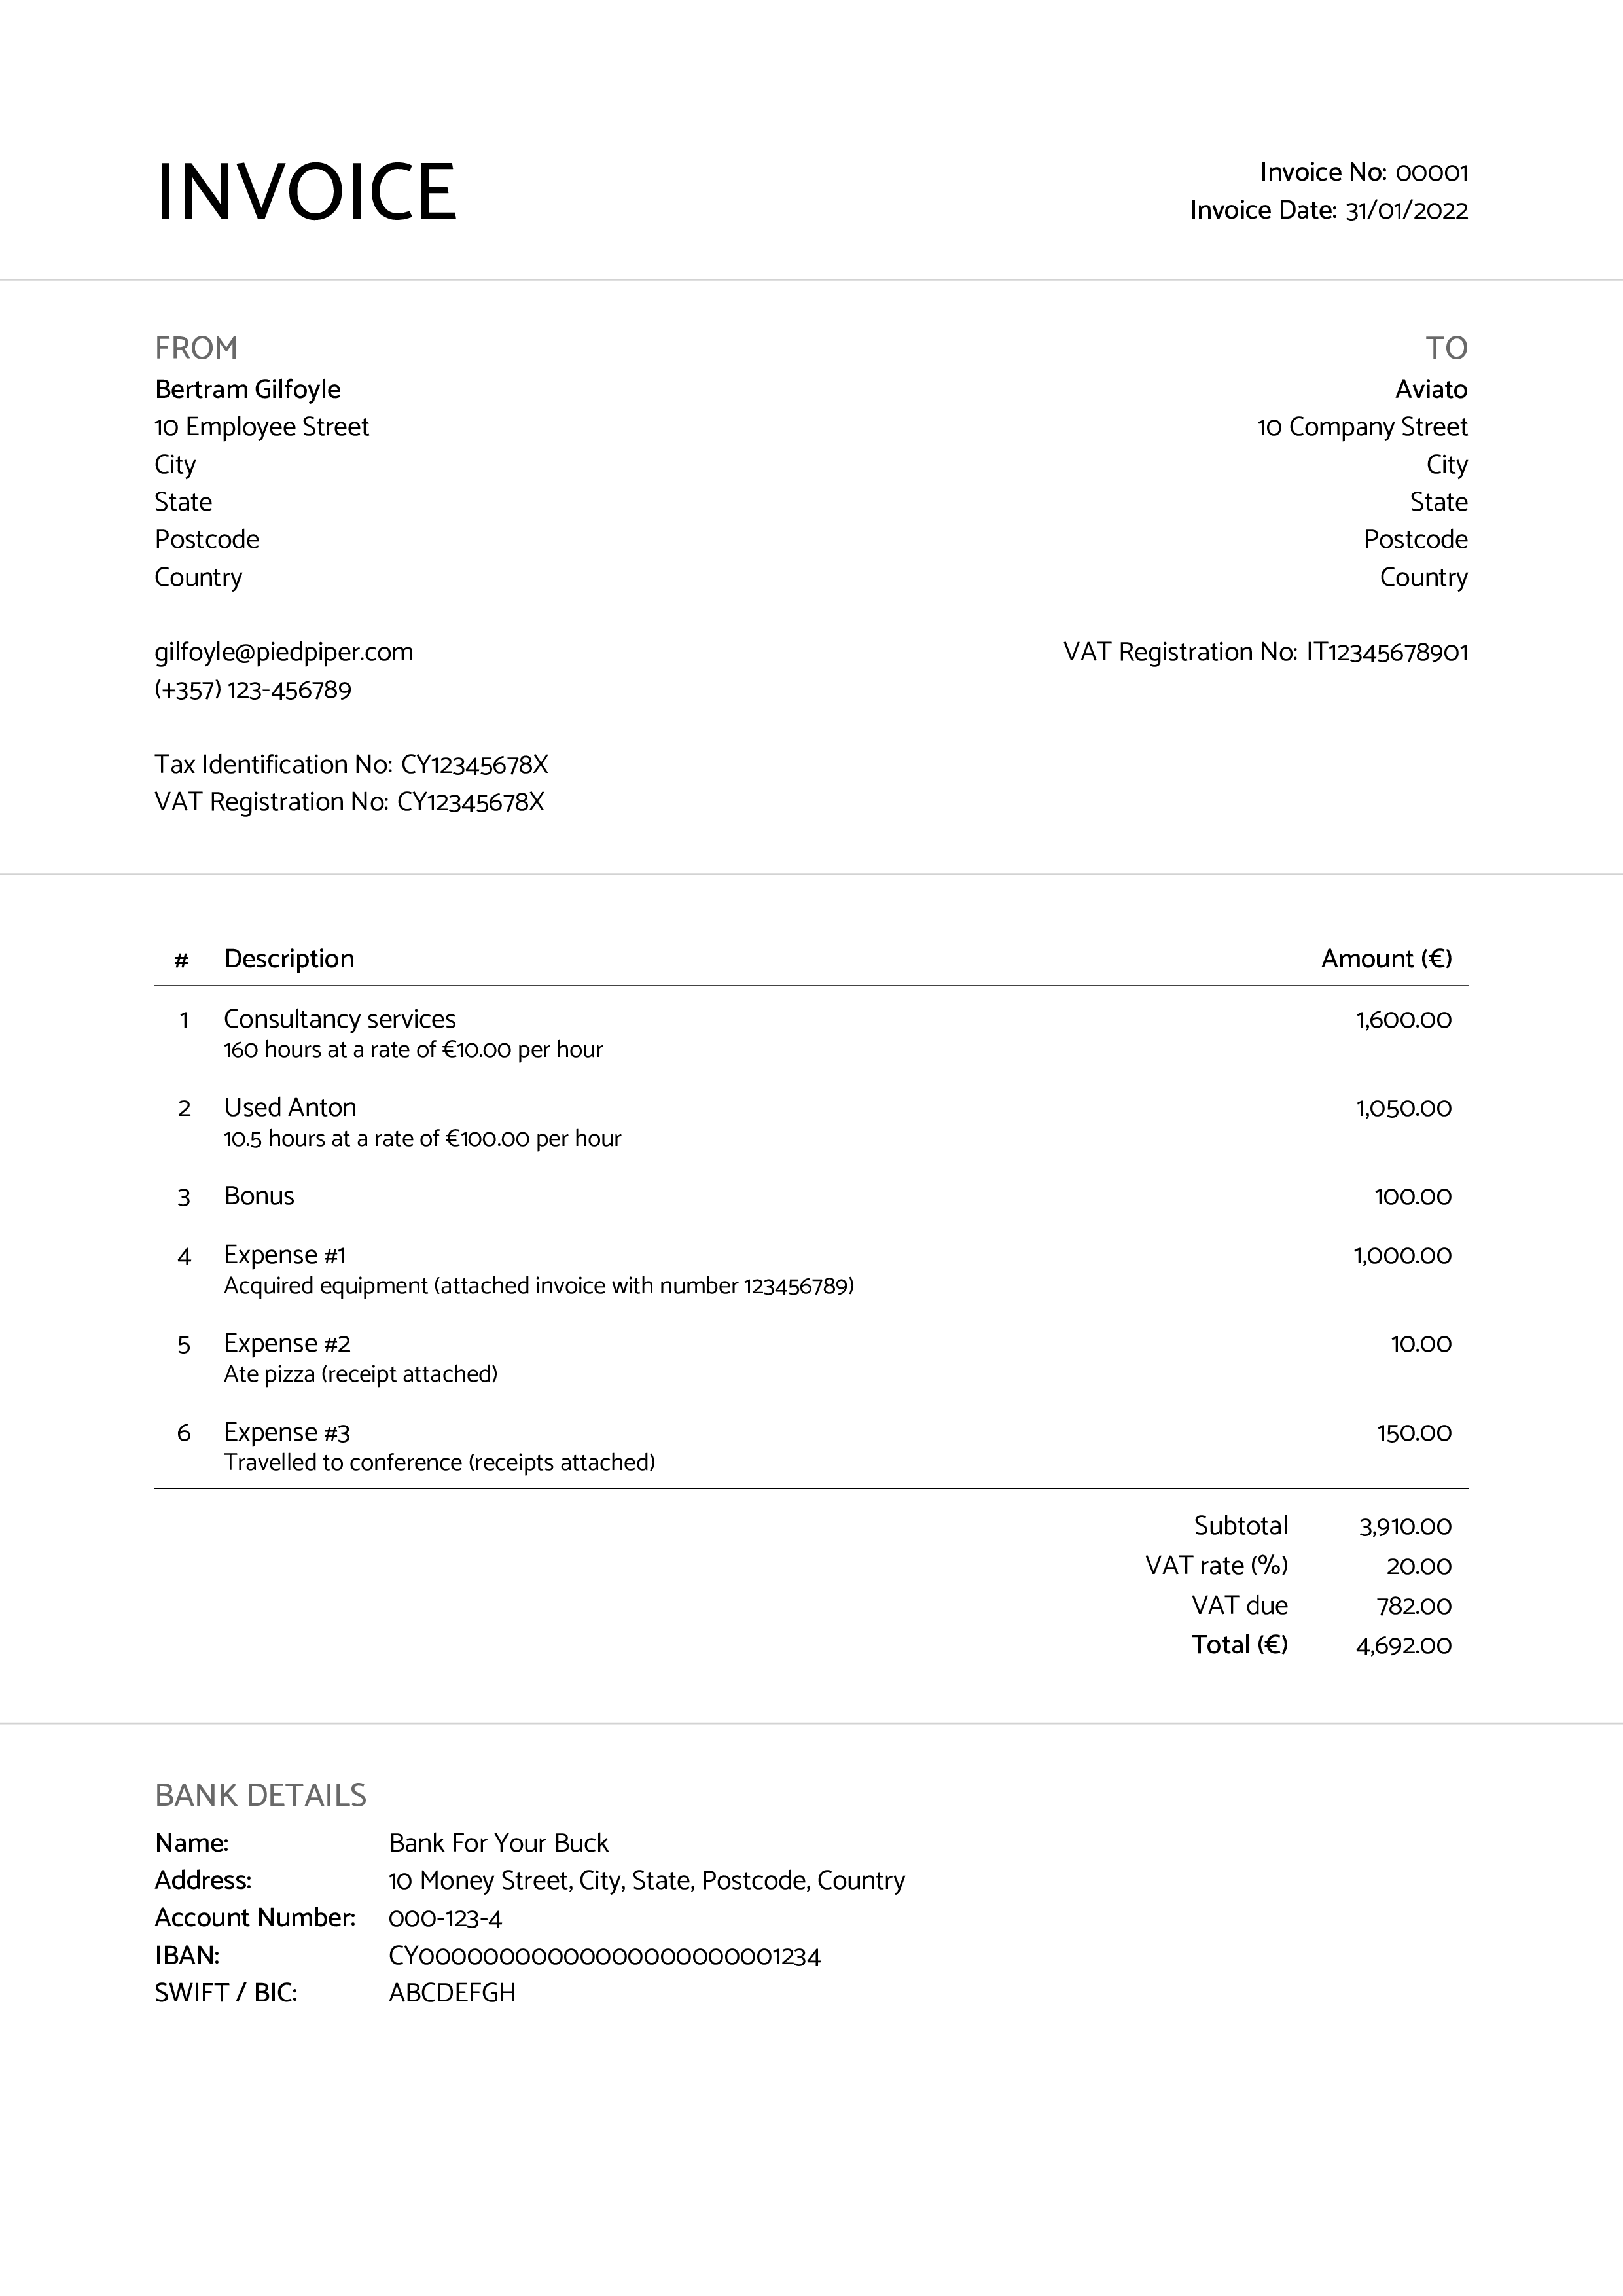 INVOICE
Invoice No: 00001
Invoice Date: 31/01/2022
FROM
Bertram Gilfoyle
10 Employee Street
City
State
Postcode
Country
gilfoyle@piedpiper.com
(+357) 123-456789
Tax Identification No: CY12345678X
VAT Registration No: CY12345678X
TO
Aviato
10 Company Street
City
State
Postcode
Country
VAT Registration No: IT12345678901
# Description Amount (€)
1 Consultancy services 1,600.00
160 hours at a rate of €10.00 per hour
2 Used Anton 1,050.00
10.5 hours at a rate of €100.00 per hour
3 Bonus 100.00
4 Expense #1 1,000.00
Acquired equipment (attached invoice with number 123456789)
5 Expense #2 10.00
Ate pizza (receipt attached)
6 Expense #3 150.00
Travelled to conference (receipts attached)
Subtotal 3,910.00
VAT rate (%) 20.00
VAT due 782.00
Total (€) 4,692.00
BANK DETAILS
Name: Bank For Your Buck
Address: 10 Money Street, City, State, Postcode, Country
Account Number: 000-123-4
IBAN: CY00000000000000000000001234
SWIFT / BIC: ABCDEFGH